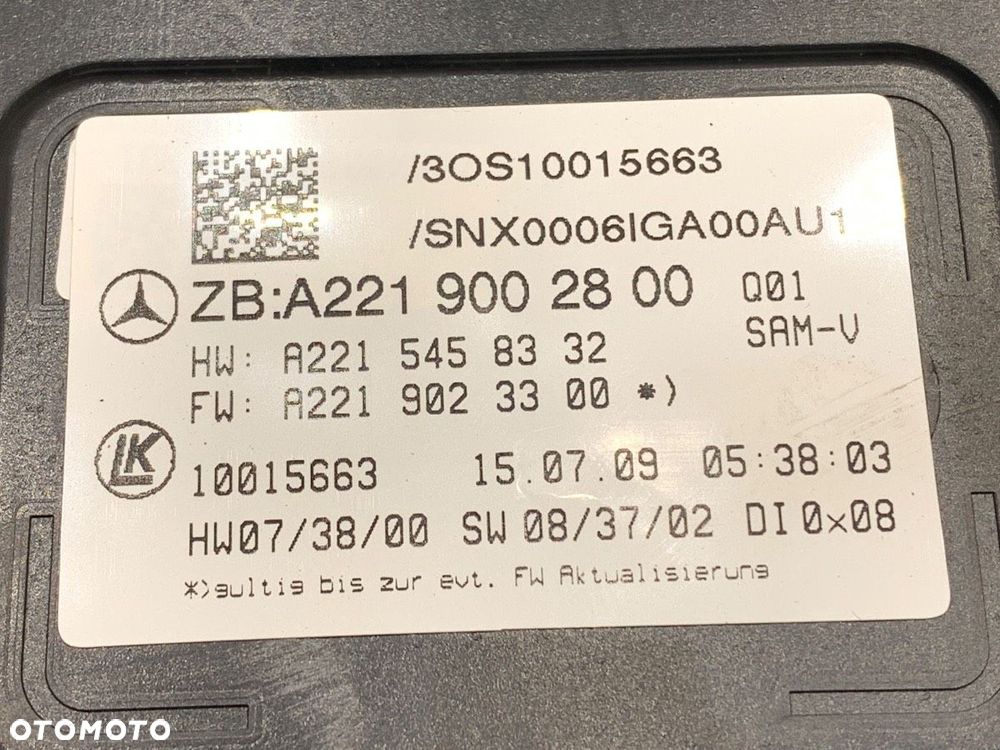 /3OS10015663
/SNX0006IGA00AU1
ZB:A221 900 28 00 Q01
HW: A221 545 83 32 SAM-V
FW: A221 902 33 00 *)
LK
10015663 15.07.09 05:38:03
HW07/38/00 SW 08/37/02 DI0x08
*)gultig bis zur evt. FW Aktualisierung
OTOMOTO